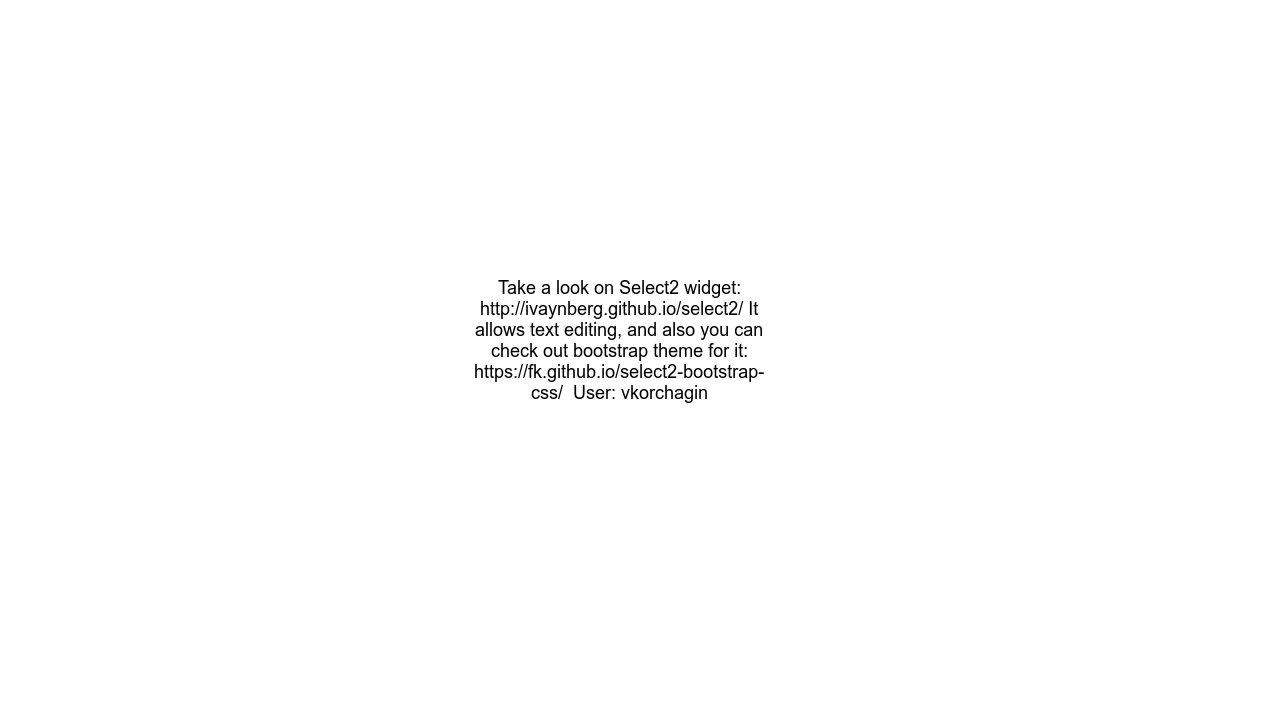 Take a look on Select2 widget:
http://ivaynberg.github.io/select2/ It
allows text editing, and also you can
check out bootstrap theme for it:
https://fk.github.io/select2-bootstrap-
css/  User: vkorchagin